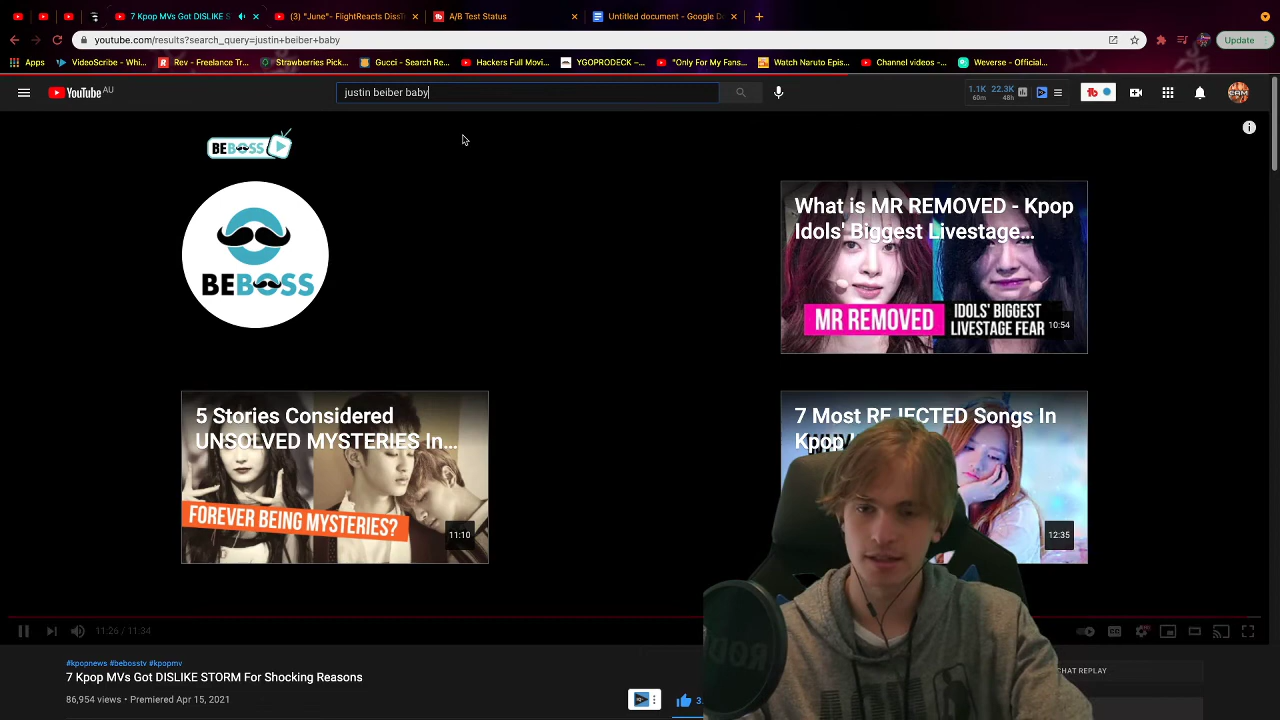 7 Kpop MVs Got DISLIKE S
(3) "June"- FlightReacts DissT
A/B Test Status
Untitled document - Google D
youtube.com/results?search_query=justin+beiber+baby
Update
Apps
VideoScribe - Whi...
Rev - Freelance Tr...
Strawberries Pick...
Gucci - Search Re...
Hackers Full Movi...
YGOPRODECK –...
"Only For My Fans...
Watch Naruto Epis...
Channel videos -...
Weverse - Official...
YouTube AU
justin beiber baby
1.1K 22.3K
60m 48h
BEBOSS
BEBOSS
What is MR REMOVED - Kpop
Idols' Biggest Livestage...
MR REMOVED
IDOLS' BIGGEST
LIVESTAGE FEAR
10:54
5 Stories Considered
UNSOLVED MYSTERIES In...
FOREVER BEING MYSTERIES?
11:10
7 Most REJECTED Songs In
Kpop
12:35
11:26 / 11:34
#kpopnews #bebosstv #kpopmv
7 Kpop MVs Got DISLIKE STORM For Shocking Reasons
86,954 views • Premiered Apr 15, 2021
CHAT REPLAY